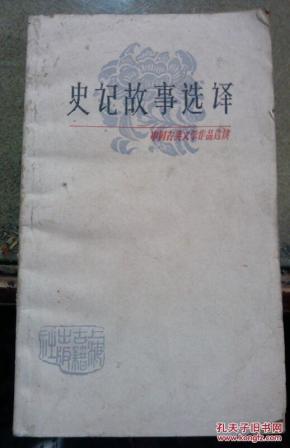 史记故事选译
中国古典文学作品选读
上海古籍出版社
孔夫子旧书网